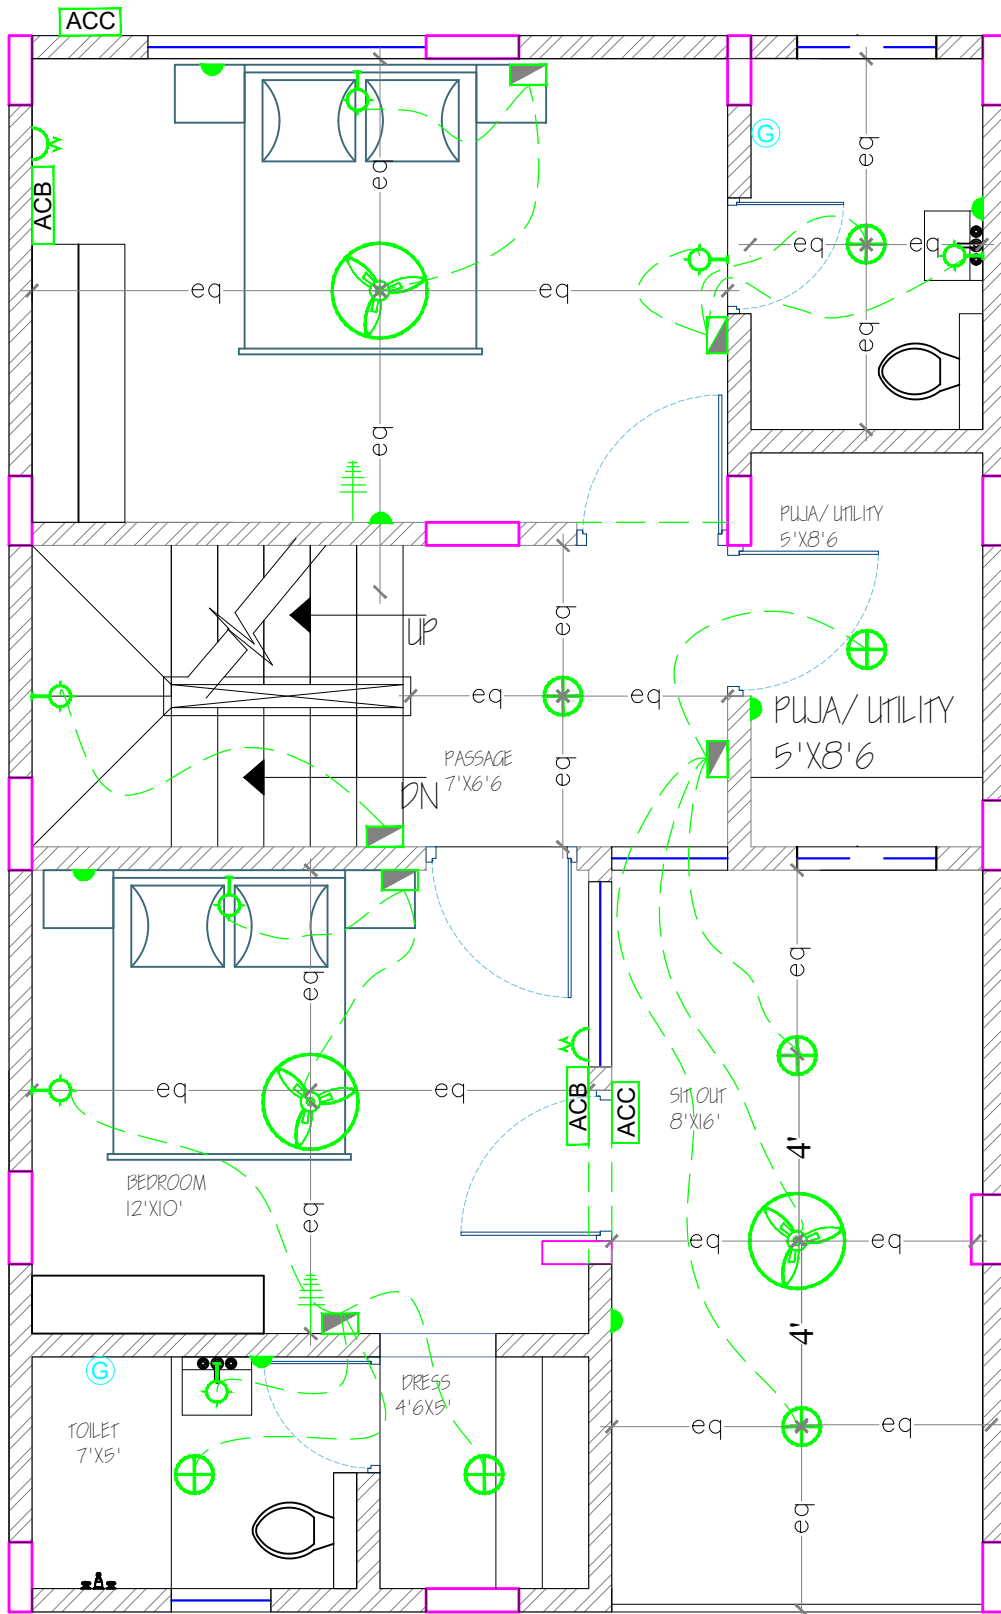 ACC
G
eq
eq
ACB
eq
eq
eq
eq
eq
eq
PUJA/ UTILITY
5'X8'6
eq
UP
eq
eq
PUJA/ UTILITY
5'X8'6
PASSAGE
7'X6'6
eq
DN
eq
eq
eq
eq
ACB
ACC
SIT OUT
8'X16'
4'
BEDROOM
12'X10'
eq
eq
eq
4'
G
DRESS
4'6X5'
TOILET
7'X5'
eq
eq
eq